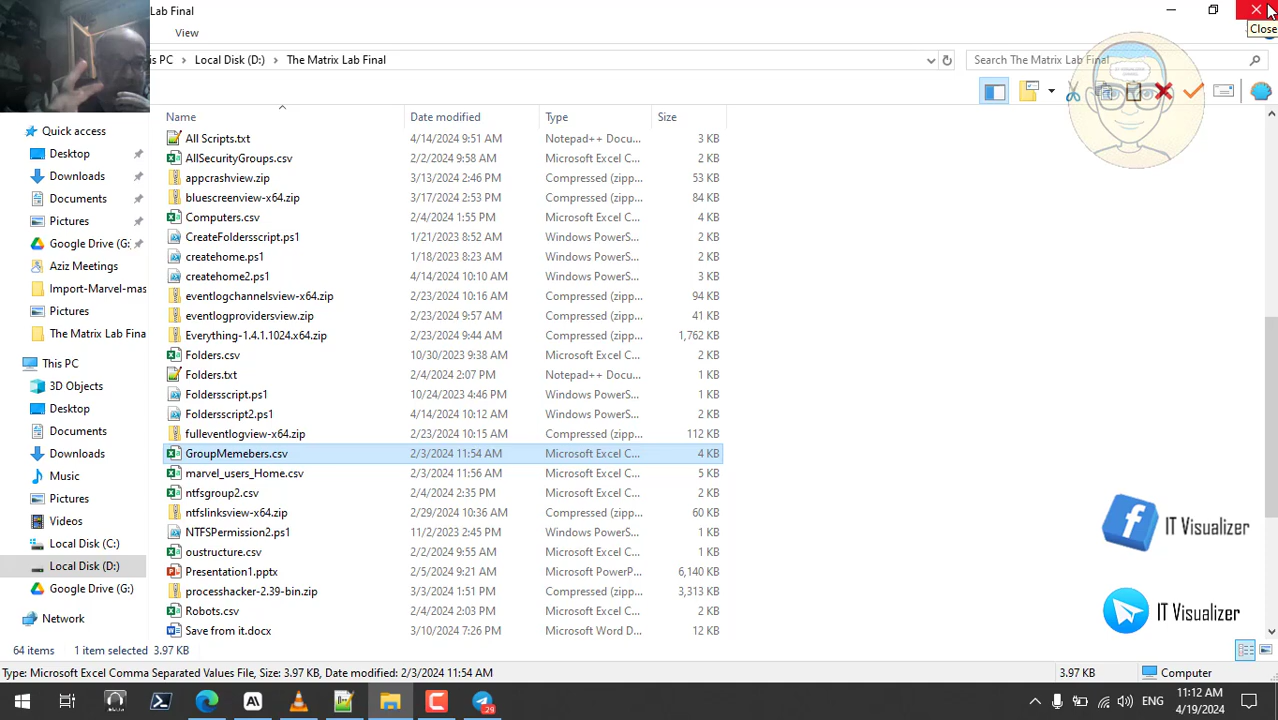 Lab Final
View
Close
is PC > Local Disk (D:) > The Matrix Lab Final
Search The Matrix Lab Final
Name Date modified Type Size
Quick access
Desktop
Downloads
Documents
Pictures
Google Drive (G:
Aziz Meetings
Import-Marvel-mas
Pictures
The Matrix Lab Fina
This PC
3D Objects
Desktop
Documents
Downloads
Music
Pictures
Videos
Local Disk (C:)
Local Disk (D:)
Google Drive (G:)
Network
All Scripts.txt 4/14/2024 9:51 AM Notepad++ Docu... 3 KB
AllSecurityGroups.csv 2/2/2024 9:58 AM Microsoft Excel C... 2 KB
appcrashview.zip 3/13/2024 2:46 PM Compressed (zipp... 53 KB
bluescreenview-x64.zip 3/17/2024 2:53 PM Compressed (zipp... 84 KB
Computers.csv 2/4/2024 1:55 PM Microsoft Excel C... 4 KB
CreateFoldersscript.ps1 1/21/2023 8:52 AM Windows PowerS... 2 KB
createhome.ps1 1/18/2023 8:23 AM Windows PowerS... 2 KB
createhome2.ps1 4/14/2024 10:10 AM Windows PowerS... 3 KB
eventlogchannelsview-x64.zip 2/23/2024 10:16 AM Compressed (zipp... 94 KB
eventlogprovidersview.zip 2/23/2024 9:57 AM Compressed (zipp... 41 KB
Everything-1.4.1.1024.x64.zip 2/23/2024 9:44 AM Compressed (zipp... 1,762 KB
Folders.csv 10/30/2023 9:38 AM Microsoft Excel C... 2 KB
Folders.txt 2/4/2024 2:07 PM Notepad++ Docu... 1 KB
Foldersscript.ps1 10/24/2023 4:46 PM Windows PowerS... 1 KB
Foldersscript2.ps1 4/14/2024 10:12 AM Windows PowerS... 2 KB
fulleventlogview-x64.zip 2/23/2024 10:15 AM Compressed (zipp... 112 KB
GroupMemebers.csv 2/3/2024 11:54 AM Microsoft Excel C... 4 KB
marvel_users_Home.csv 2/3/2024 11:56 AM Microsoft Excel C... 5 KB
ntfsgroup2.csv 2/4/2024 2:35 PM Microsoft Excel C... 2 KB
ntfslinksview-x64.zip 2/29/2024 10:36 AM Compressed (zipp... 60 KB
NTFSPermission2.ps1 11/2/2023 2:45 PM Windows PowerS... 1 KB
oustructure.csv 2/2/2024 9:55 AM Microsoft Excel C... 2 KB
Presentation1.pptx 2/5/2024 9:21 AM Microsoft PowerP... 6,140 KB
processhacker-2.39-bin.zip 3/3/2024 1:51 PM Compressed (zipp... 3,313 KB
Robots.csv 2/4/2024 2:03 PM Microsoft Excel C... 2 KB
Save from it.docx 3/10/2024 7:26 PM Microsoft Word D... 12 KB
IT Visualizer
IT Visualizer
64 items 1 item selected 3.97 KB
Type: Microsoft Excel Comma Separated Values File, Size: 3.97 KB, Date modified: 2/3/2024 11:54 AM 3.97 KB Computer
29 ENG 11:12 AM
4/19/2024